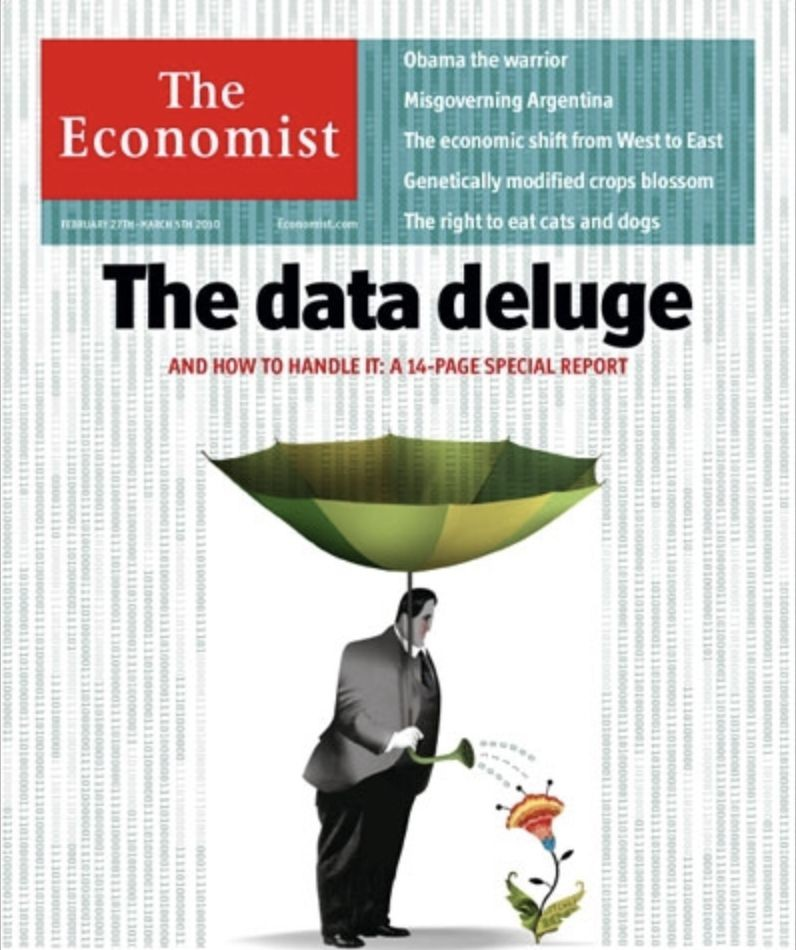 The
Economist
FEBRUARY 27TH–MARCH 5TH 2010
Economist.com
Obama the warrior
Misgoverning Argentina
The economic shift from West to East
Genetically modified crops blossom
The right to eat cats and dogs
The data deluge
AND HOW TO HANDLE IT: A 14-PAGE SPECIAL REPORT